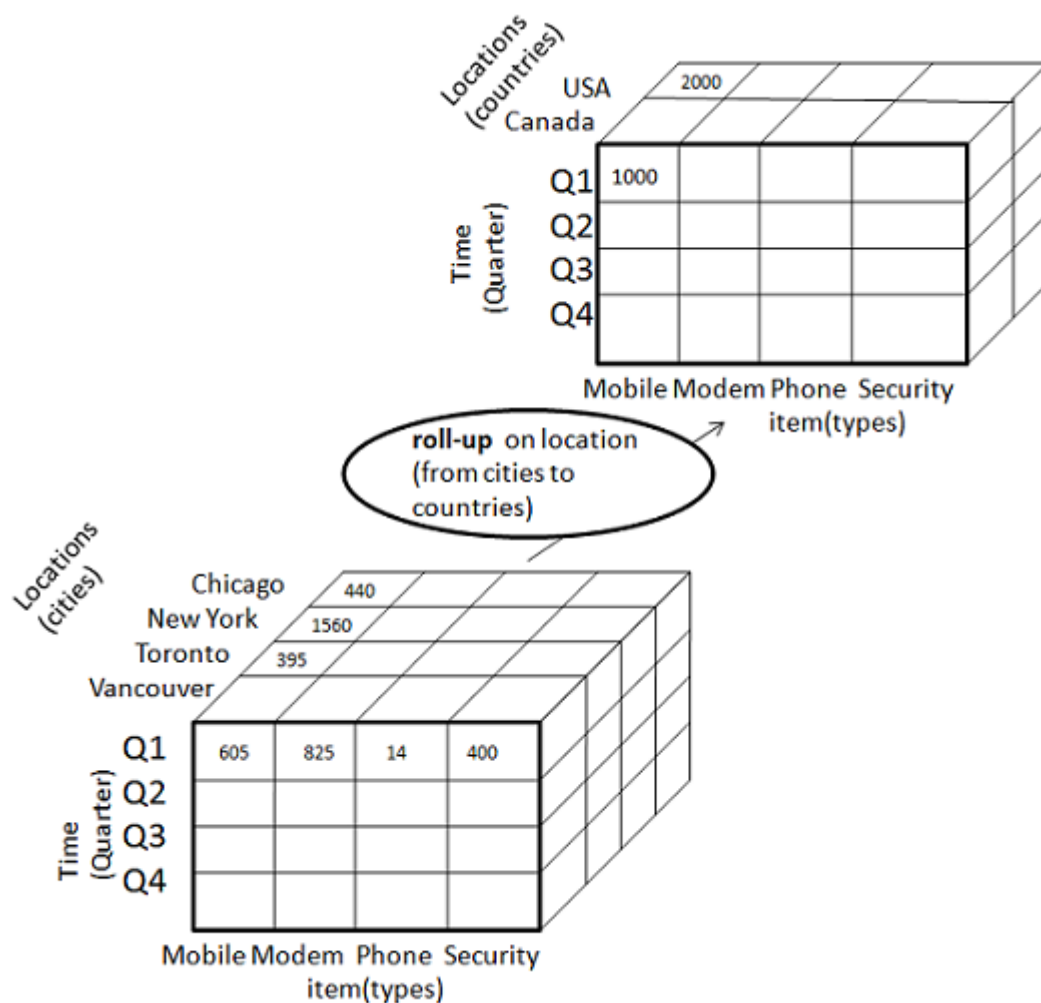 Locations
(countries)
USA
2000
Canada
Q1
1000
Q2
Q3
Q4
Time
(Quarter)
Mobile Modem Phone Security
item(types)
roll-up on location
(from cities to
countries)
Locations
(cities)
Chicago
440
New York
1560
Toronto
395
Vancouver
Q1
605 825 14 400
Q2
Q3
Q4
Time
(Quarter)
Mobile Modem Phone Security
item(types)